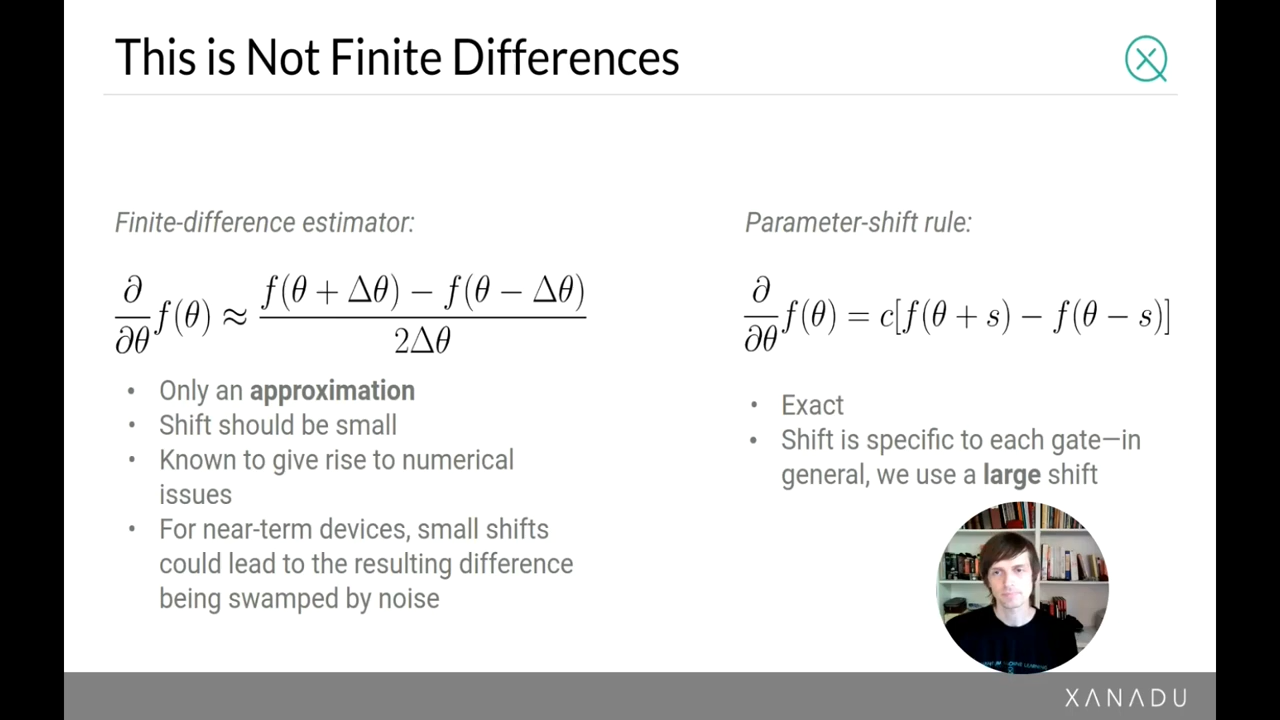 This is Not Finite Differences
Finite-difference estimator:
∂/∂θ f(θ) ≈ (f(θ + Δθ) − f(θ − Δθ)) / 2Δθ
• Only an approximation
• Shift should be small
• Known to give rise to numerical
issues
• For near-term devices, small shifts
could lead to the resulting difference
being swamped by noise
Parameter-shift rule:
∂/∂θ f(θ) = c[f(θ + s) − f(θ − s)]
• Exact
• Shift is specific to each gate—in
general, we use a large shift
XANADU